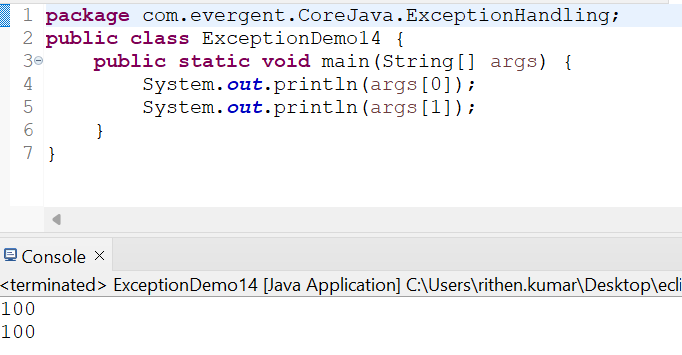 1 package com.evergent.CoreJava.ExceptionHandling;
2 public class ExceptionDemo14 {
3 public static void main(String[] args) {
4 System.out.println(args[0]);
5 System.out.println(args[1]);
6 }
7 }
Console ×
<terminated> ExceptionDemo14 [Java Application] C:\Users\rithen.kumar\Desktop\ecli
100
100